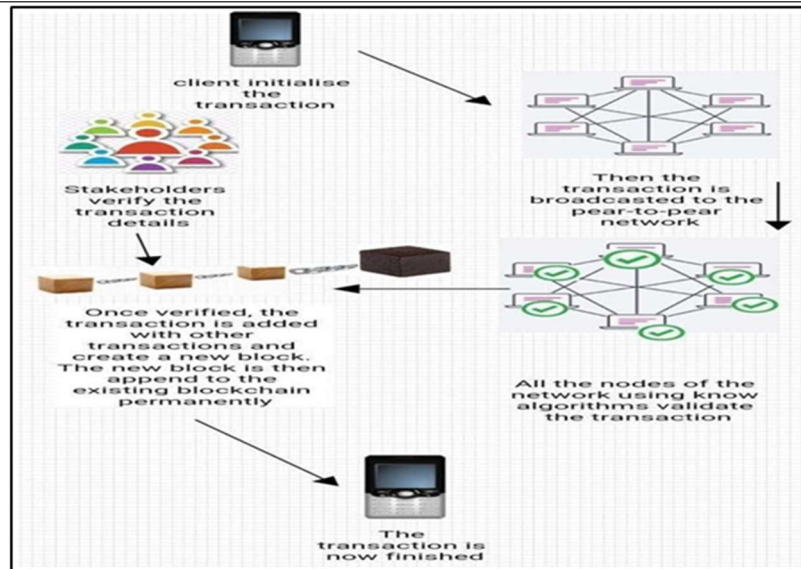 client initialise
the
transaction
Then the
transaction is
broadcasted to the
pear-to-pear
network
All the nodes of the
network using know
algorithms validate
the transaction
Stakeholders
verify the
transaction
details
Once verified, the
transaction is added
with other
transactions and
create a new block.
The new block is then
append to the
existing blockchain
permanently
The
transaction is
now finished